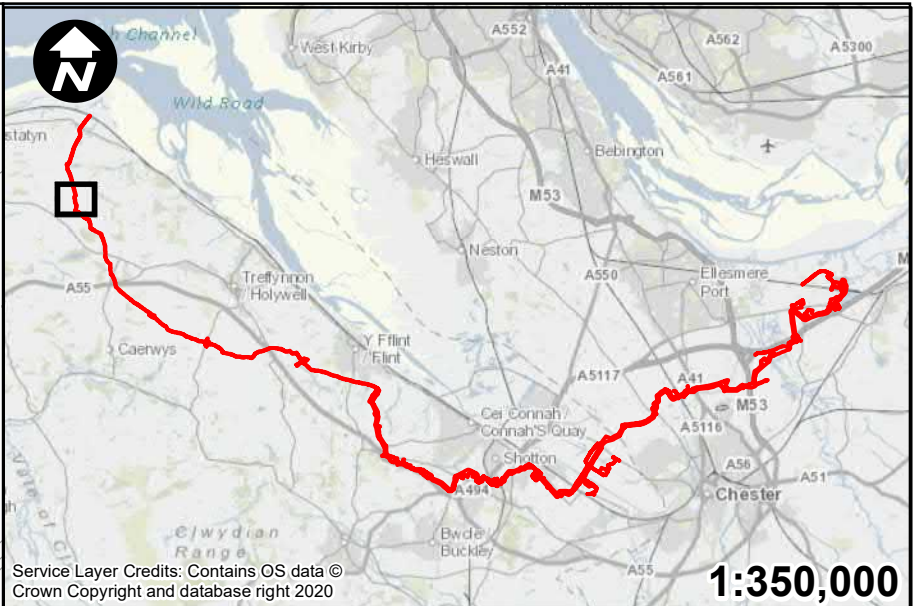 A552
A562
A5300
West Kirby
A41
A561
N
Wild Road
statyn
Heswall
Bebington
M53
Neston
A550
Ellesmere
Port
M
Treffynnon
Holywell
A55
Caerwys
Y Fflint
Flint
A5117
A41
M53
Cei Connah
Connah'S Quay
A5116
Shotton
A56
A51
A494
Chester
Clwydian
Range
Bwcle
Buckley
A55
Service Layer Credits: Contains OS data ©
Crown Copyright and database right 2020
1:350,000